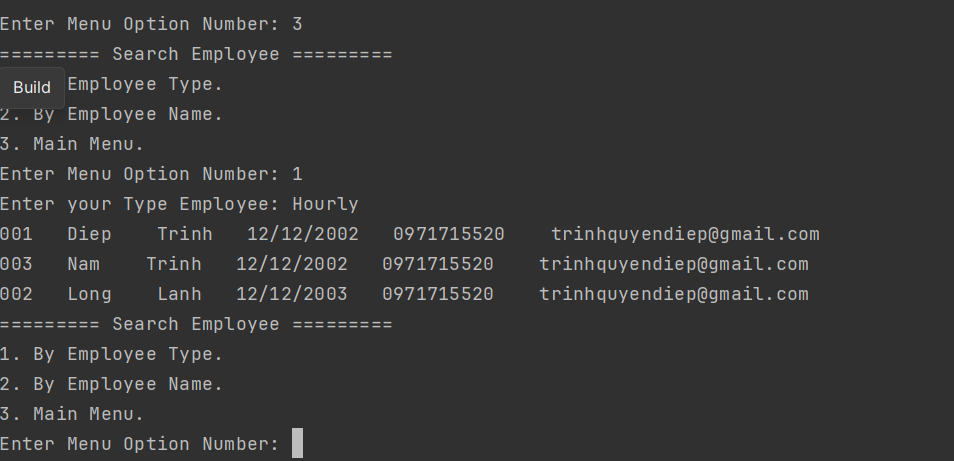 Enter Menu Option Number: 3
========= Search Employee =========
Build Employee Type.
2. By Employee Name.
3. Main Menu.
Enter Menu Option Number: 1
Enter your Type Employee: Hourly
001   Diep    Trinh   12/12/2002   0971715520    trinhquyendiep@gmail.com
003   Nam    Trinh   12/12/2002   0971715520    trinhquyendiep@gmail.com
002   Long    Lanh   12/12/2003   0971715520    trinhquyendiep@gmail.com
========= Search Employee =========
1. By Employee Type.
2. By Employee Name.
3. Main Menu.
Enter Menu Option Number: